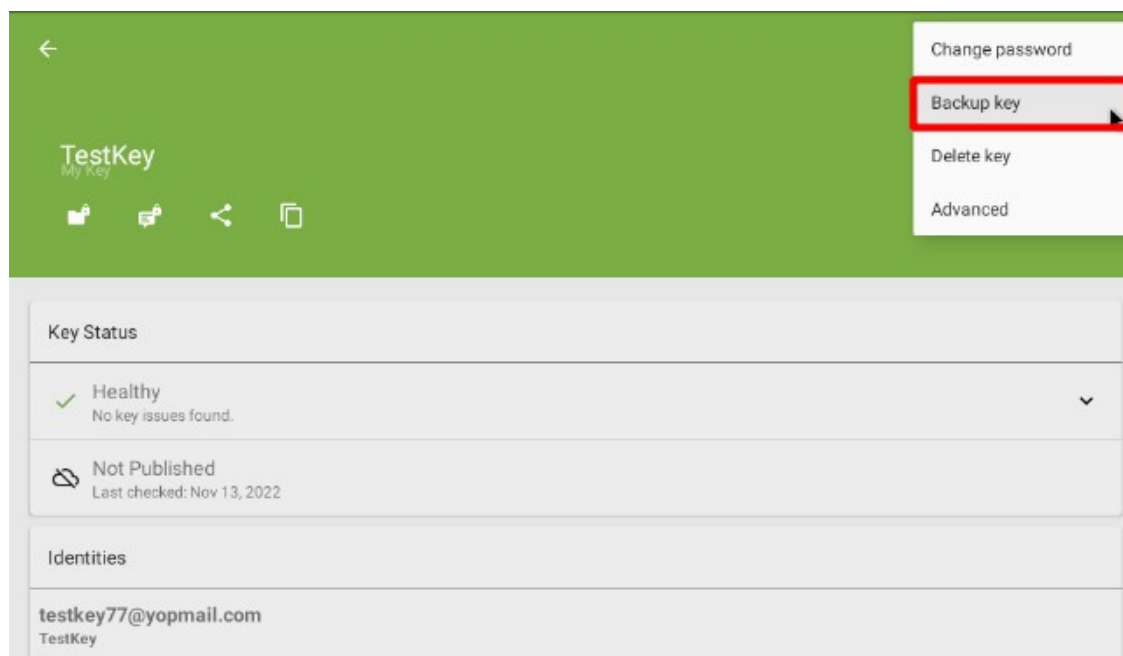 Change password
Backup key
Delete key
Advanced
TestKey
My Key
Key Status
Healthy
No key issues found.
Not Published
Last checked: Nov 13, 2022
Identities
testkey77@yopmail.com
TestKey